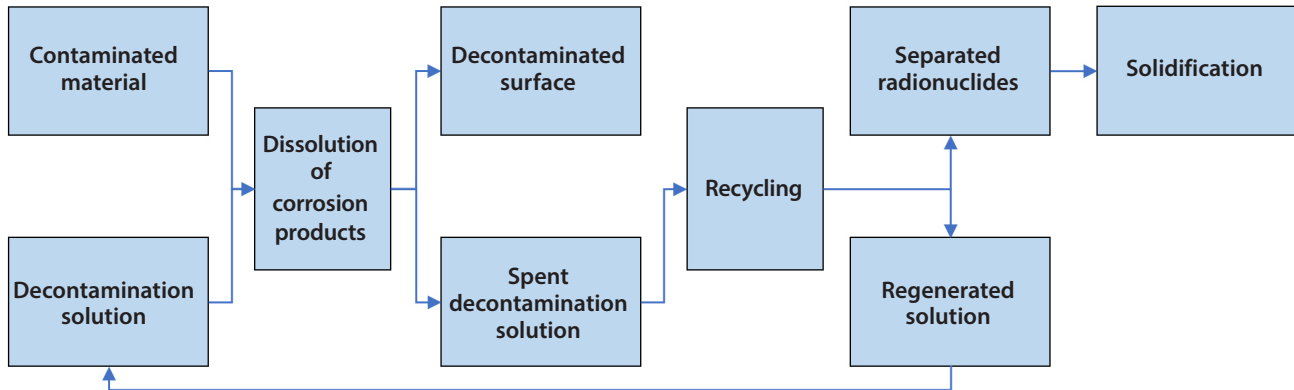 Contaminated
material
Decontamination
solution
Dissolution
of
corrosion
products
Decontaminated
surface
Spent
decontamination
solution
Recycling
Separated
radionuclides
Regenerated
solution
Solidification